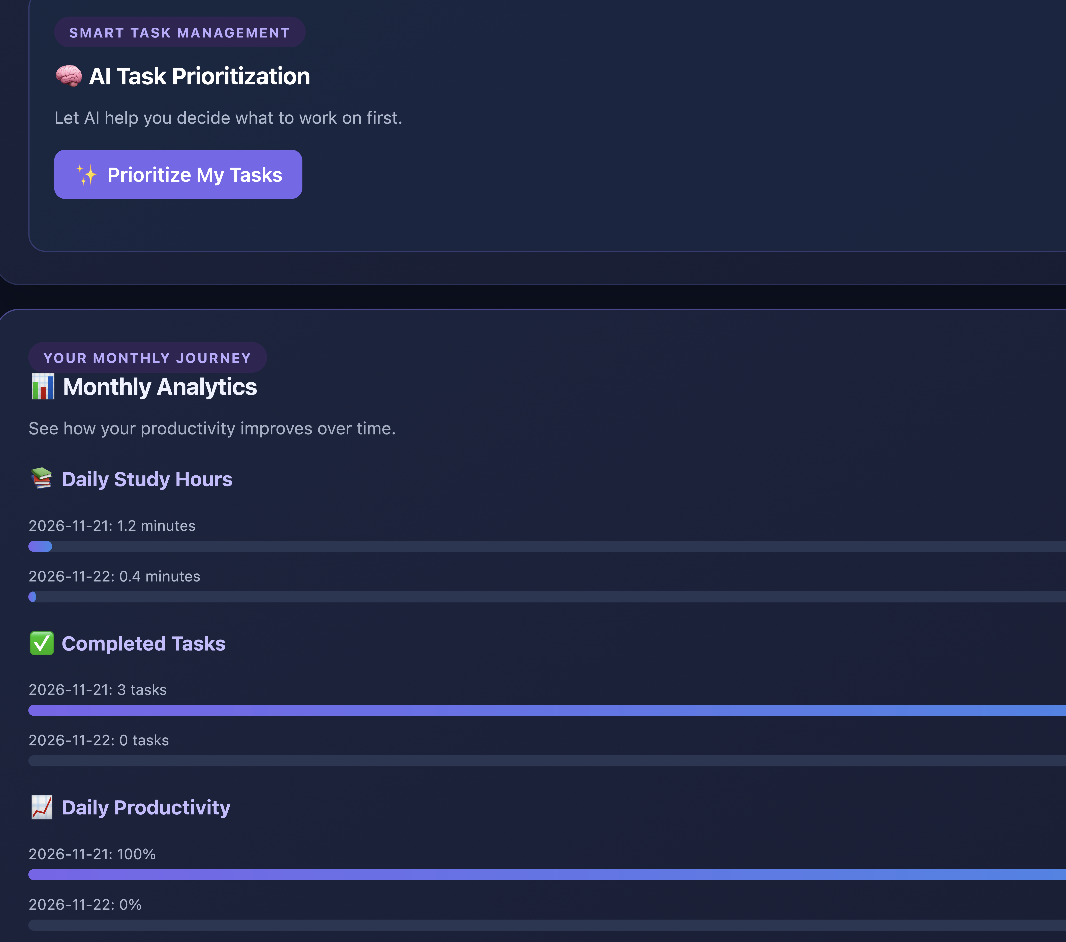 SMART TASK MANAGEMENT
🧠 AI Task Prioritization
Let AI help you decide what to work on first.
✨ Prioritize My Tasks
YOUR MONTHLY JOURNEY
📊 Monthly Analytics
See how your productivity improves over time.
📚 Daily Study Hours
2026-11-21: 1.2 minutes
2026-11-22: 0.4 minutes
✅ Completed Tasks
2026-11-21: 3 tasks
2026-11-22: 0 tasks
📈 Daily Productivity
2026-11-21: 100%
2026-11-22: 0%